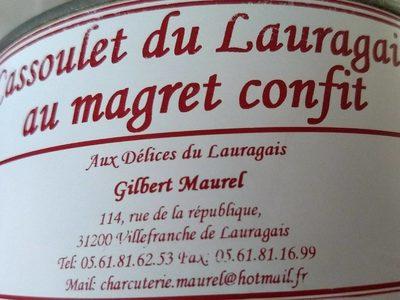 Cassoulet du Lauragais
au magret confit
Aux Délices du Lauragais
Gilbert Maurel
114, rue de la république,
31200 Villefranche de Lauragais
Tel: 05.61.81.62.53 Fax: 05.61.81.16.99
Mail: charcuterie.maurel@hotmail.fr